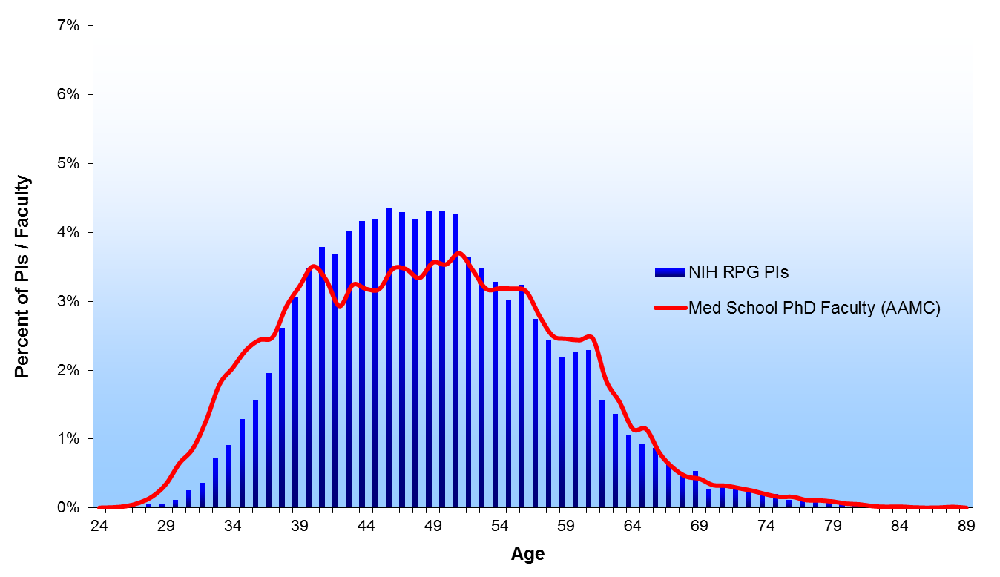 7%
6%
5%
4%
3%
2%
1%
0%
Percent of PIs / Faculty
NIH RPG PIs
Med School PhD Faculty (AAMC)
24 29 34 39 44 49 54 59 64 69 74 79 84 89
Age